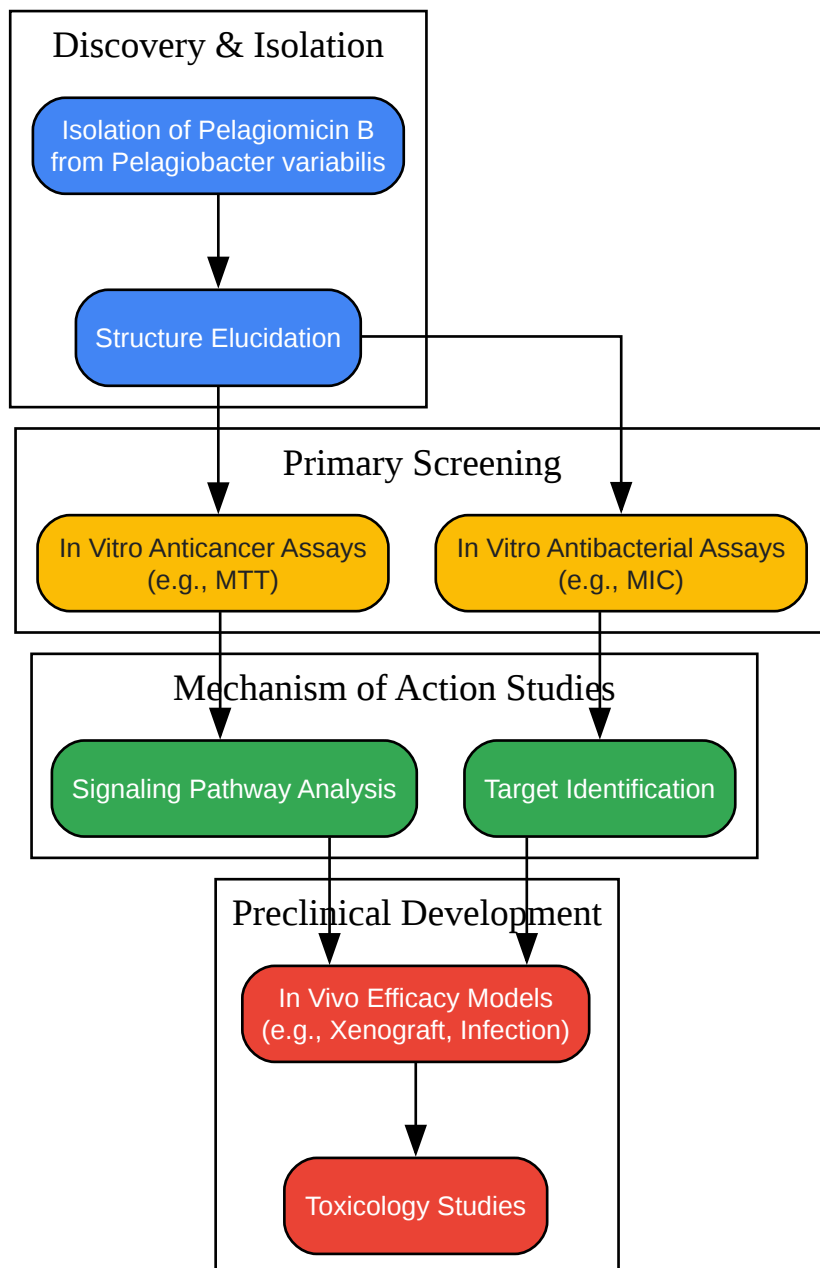 Discovery & Isolation
Isolation of Pelagiomicin B
from Pelagiobacter variabilis
Structure Elucidation
Primary Screening
In Vitro Anticancer Assays
(e.g., MTT)
In Vitro Antibacterial Assays
(e.g., MIC)
Mechanism of Action Studies
Signaling Pathway Analysis
Target Identification
Preclinical Development
In Vivo Efficacy Models
(e.g., Xenograft, Infection)
Toxicology Studies